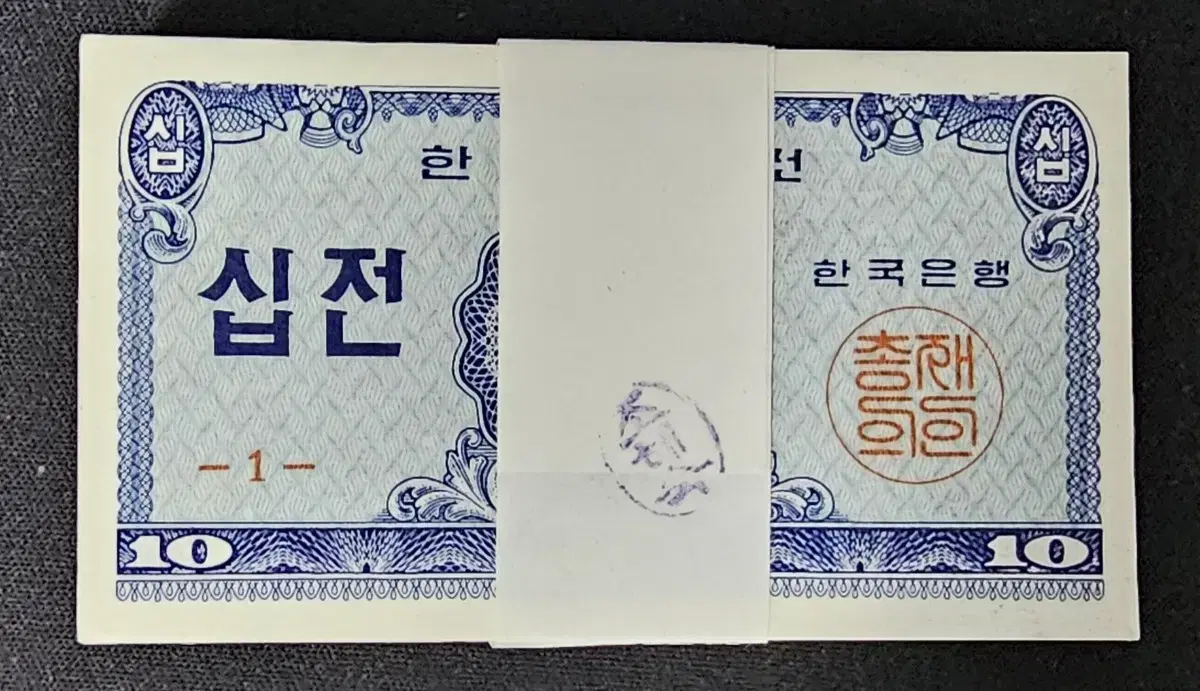 십 십
한 전
십전
한국은행
총재
의인
- 1 -
10 10